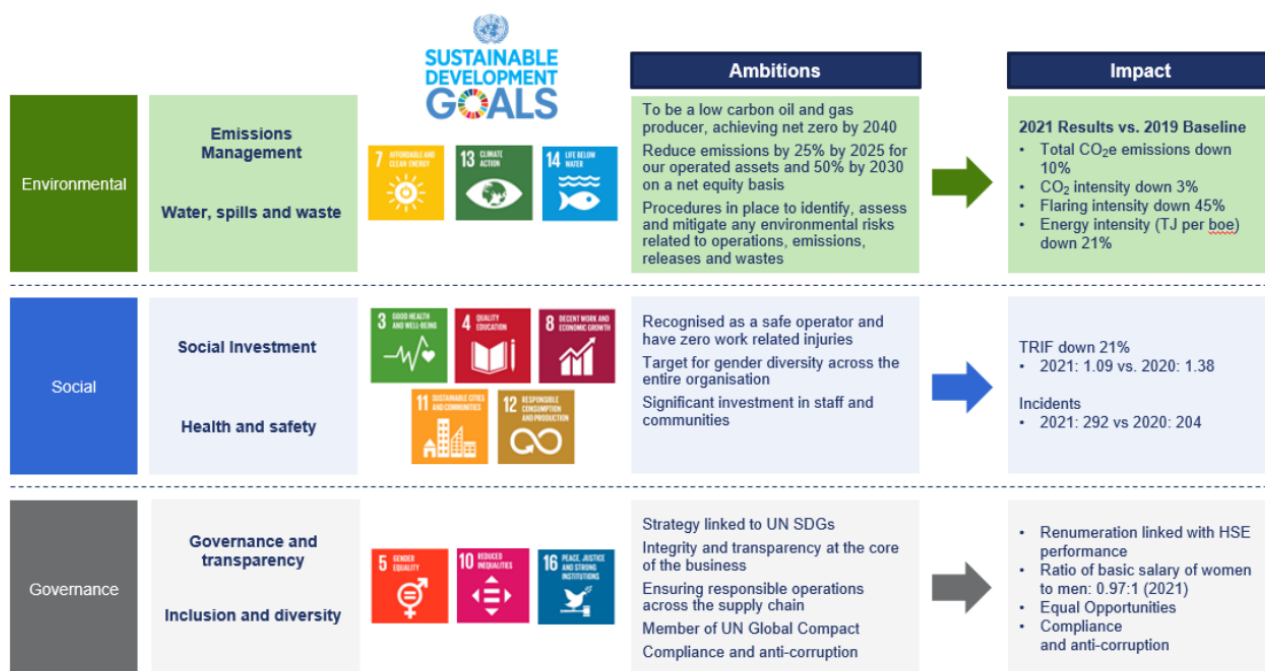 SUSTAINABLE
DEVELOPMENT
GOALS
Ambitions
Impact
Environmental
Emissions
Management
Water, spills and waste
7 AFFORDABLE AND
CLEAN ENERGY
13 CLIMATE
ACTION
14 LIFE BELOW
WATER
To be a low carbon oil and gas
producer, achieving net zero by 2040
Reduce emissions by 25% by 2025 for
our operated assets and 50% by 2030
on a net equity basis
Procedures in place to identify, assess
and mitigate any environmental risks
related to operations, emissions,
releases and wastes
2021 Results vs. 2019 Baseline
• Total CO₂e emissions down
10%
• CO₂ intensity down 3%
• Flaring intensity down 45%
• Energy intensity (TJ per boe)
down 21%
Social
Social Investment
Health and safety
3 GOOD HEALTH
AND WELL-BEING
4 QUALITY
EDUCATION
8 DECENT WORK AND
ECONOMIC GROWTH
11 SUSTAINABLE CITIES
AND COMMUNITIES
12 RESPONSIBLE
CONSUMPTION
AND PRODUCTION
Recognised as a safe operator and
have zero work related injuries
Target for gender diversity across the
entire organisation
Significant investment in staff and
communities
TRIF down 21%
• 2021: 1.09 vs. 2020: 1.38
Incidents
• 2021: 292 vs 2020: 204
Governance
Governance and
transparency
Inclusion and diversity
5 GENDER
EQUALITY
10 REDUCED
INEQUALITIES
16 PEACE, JUSTICE
AND STRONG
INSTITUTIONS
Strategy linked to UN SDGs
Integrity and transparency at the core
of the business
Ensuring responsible operations
across the supply chain
Member of UN Global Compact
Compliance and anti-corruption
• Renumeration linked with HSE
performance
• Ratio of basic salary of women
to men: 0.97:1 (2021)
• Equal Opportunities
• Compliance
and anti-corruption